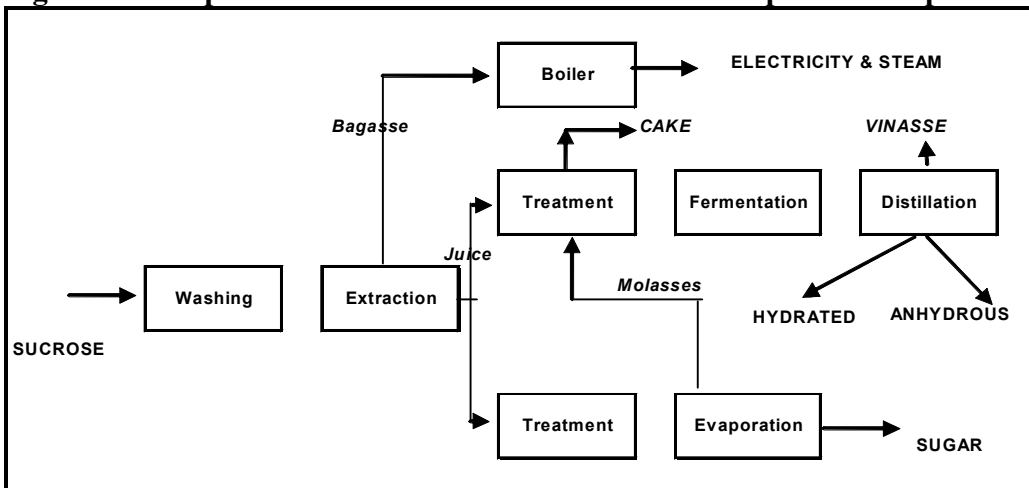 Boiler
ELECTRICITY & STEAM
Bagasse
CAKE
VINASSE
Treatment
Fermentation
Distillation
Juice
Washing
Extraction
Molasses
HYDRATED
ANHYDROUS
SUCROSE
Treatment
Evaporation
SUGAR